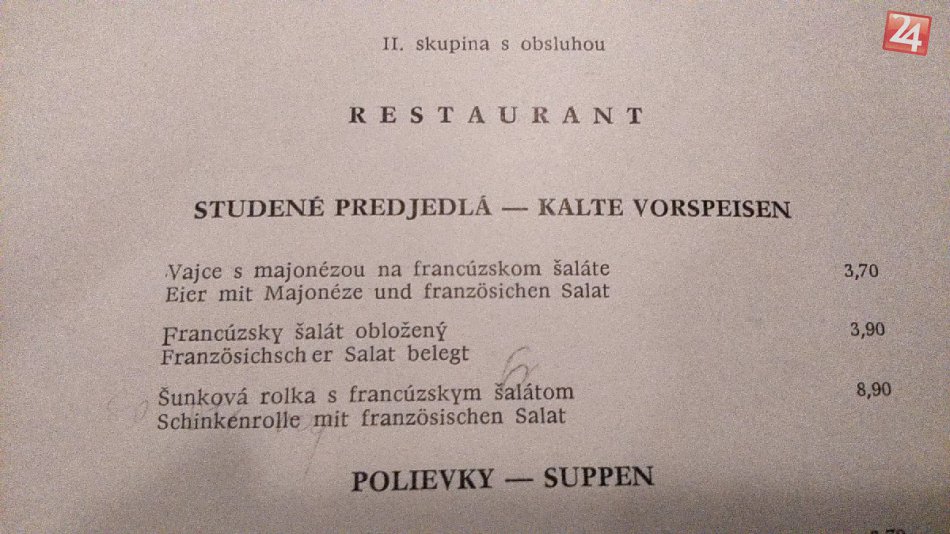 24
II. skupina s obsluhou
RESTAURANT
STUDENÉ PREDJEDLÁ — KALTE VORSPEISEN
Vajce s majonézou na francúzskom šaláte 3,70
Eier mit Majonéze und französichen Salat
Francúzsky šalát obložený 3,90
Französichscher Salat belegt
Šunková rolka s francúzskym šalátom 8,90
Schinkenrolle mit französischen Salat
POLIEVKY — SUPPEN